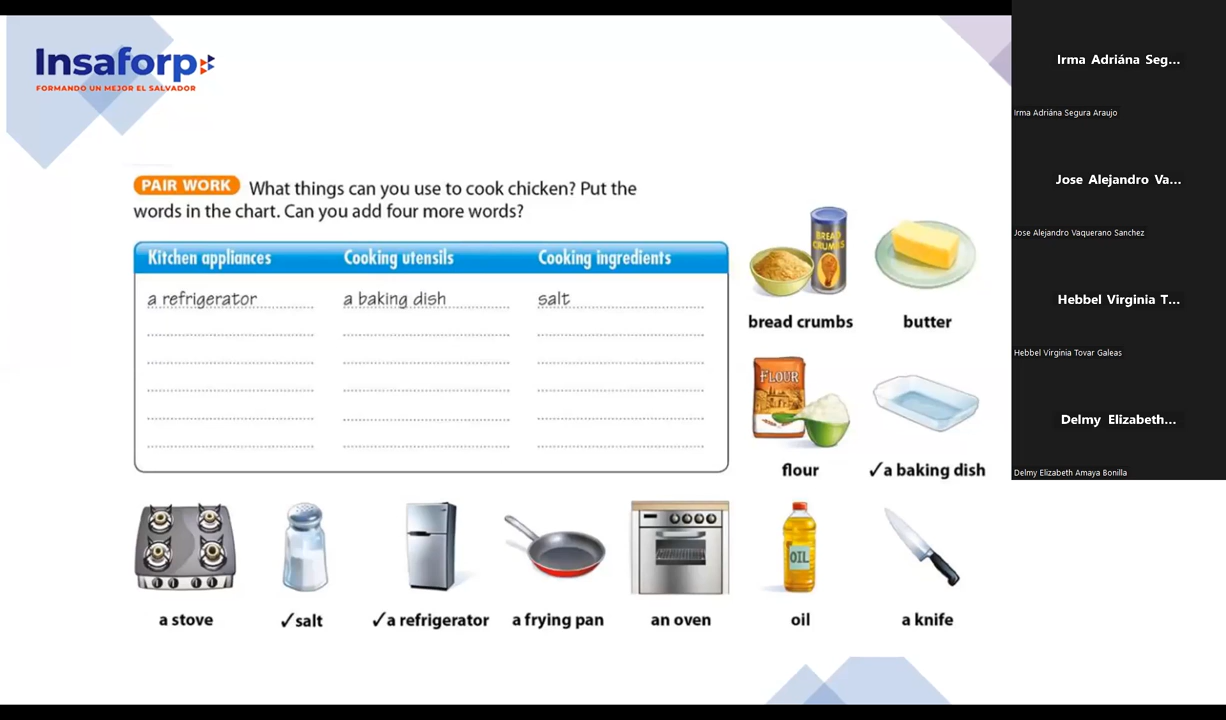 Insaforp
FORMANDO UN MEJOR EL SALVADOR
PAIR WORK What things can you use to cook chicken? Put the
words in the chart. Can you add four more words?
Kitchen appliances Cooking utensils Cooking ingredients
a refrigerator a baking dish salt
BREAD
CRUMBS
bread crumbs butter
FLOUR
flour ✓a baking dish
OIL
a stove ✓salt ✓a refrigerator a frying pan an oven oil a knife
Irma Adriána Seg...
Irma Adriána Segura Araujo
Jose Alejandro Va...
Jose Alejandro Vaquerano Sanchez
Hebbel Virginia T...
Hebbel Virginia Tovar Galeas
Delmy Elizabeth...
Delmy Elizabeth Amaya Bonilla